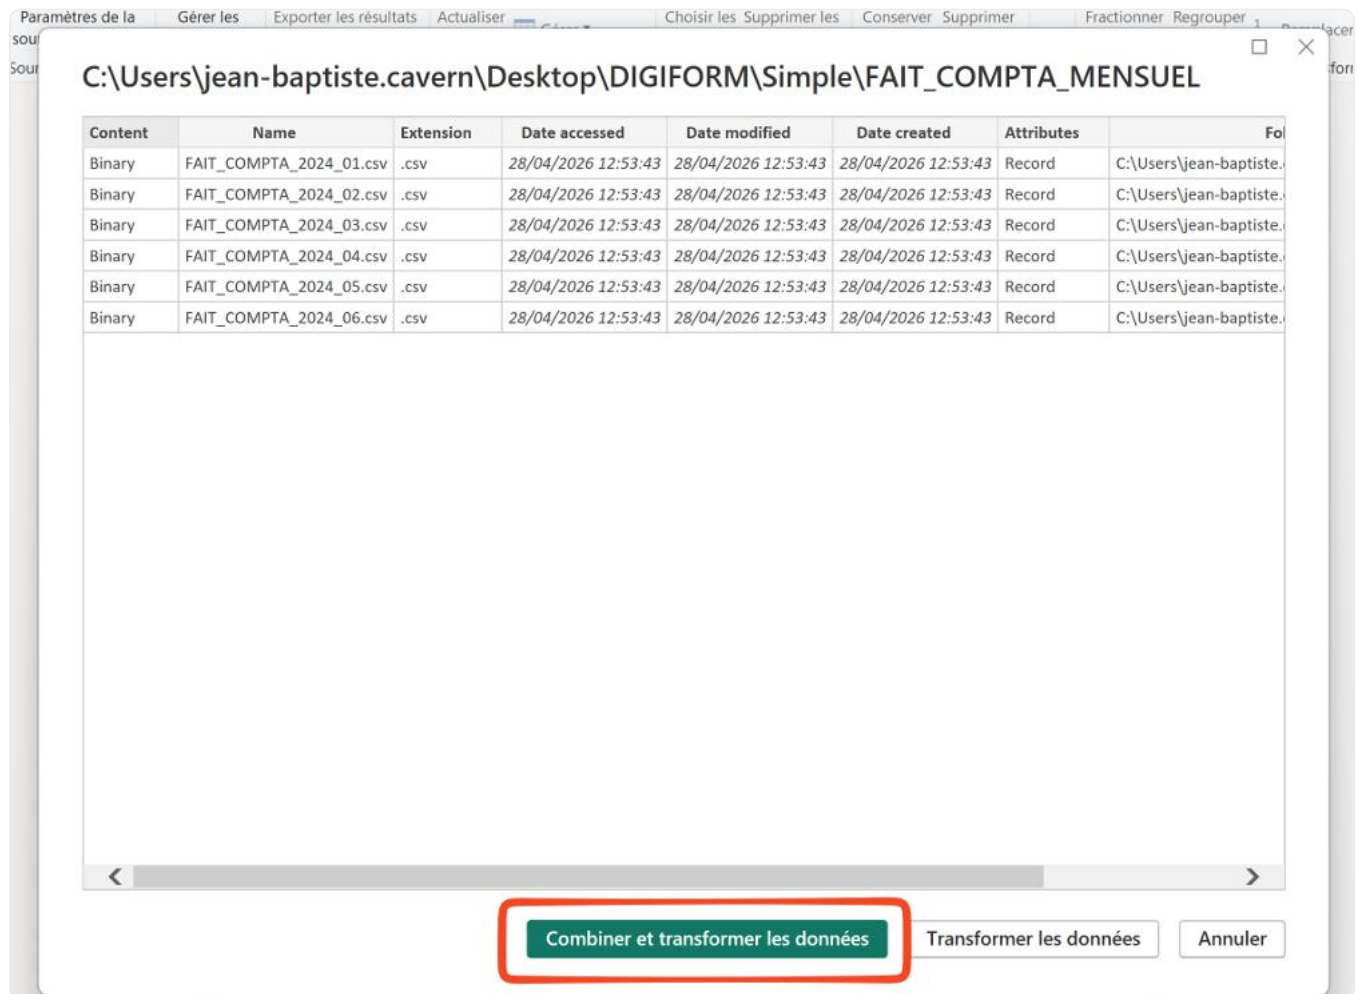 Paramètres de la Gérer les Exporter les résultats Actualiser Choisir les Supprimer les Conserver Supprimer Fractionner Regrouper
C:\Users\jean-baptiste.cavern\Desktop\DIGIFORM\Simple\FAIT_COMPTA_MENSUEL
Content Name Extension Date accessed Date modified Date created Attributes Fol
Binary FAIT_COMPTA_2024_01.csv .csv 28/04/2026 12:53:43 28/04/2026 12:53:43 28/04/2026 12:53:43 Record C:\Users\jean-baptiste.
Binary FAIT_COMPTA_2024_02.csv .csv 28/04/2026 12:53:43 28/04/2026 12:53:43 28/04/2026 12:53:43 Record C:\Users\jean-baptiste.
Binary FAIT_COMPTA_2024_03.csv .csv 28/04/2026 12:53:43 28/04/2026 12:53:43 28/04/2026 12:53:43 Record C:\Users\jean-baptiste.
Binary FAIT_COMPTA_2024_04.csv .csv 28/04/2026 12:53:43 28/04/2026 12:53:43 28/04/2026 12:53:43 Record C:\Users\jean-baptiste.
Binary FAIT_COMPTA_2024_05.csv .csv 28/04/2026 12:53:43 28/04/2026 12:53:43 28/04/2026 12:53:43 Record C:\Users\jean-baptiste.
Binary FAIT_COMPTA_2024_06.csv .csv 28/04/2026 12:53:43 28/04/2026 12:53:43 28/04/2026 12:53:43 Record C:\Users\jean-baptiste.
Combiner et transformer les données Transformer les données Annuler